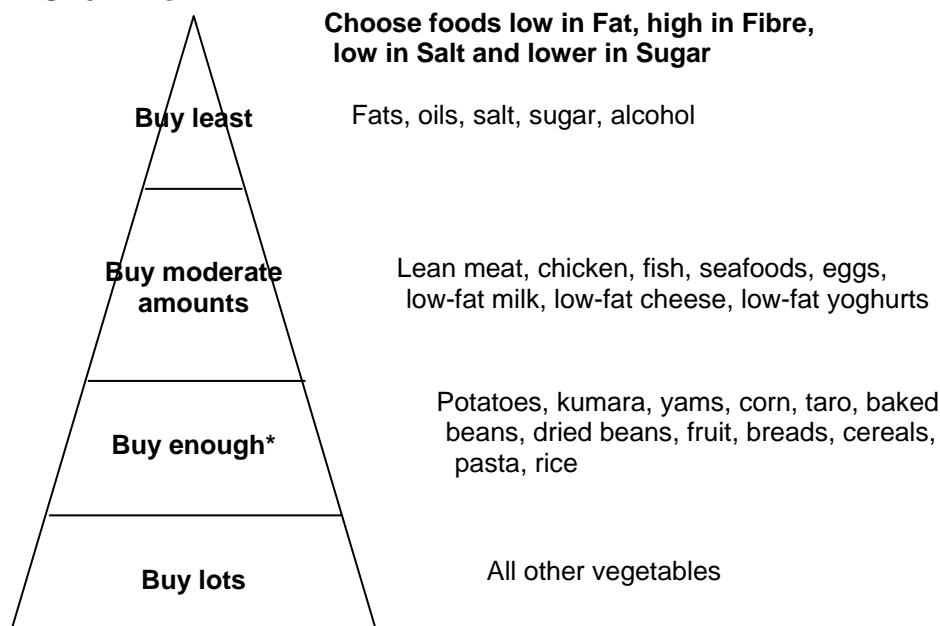 Choose foods low in Fat, high in Fibre,
low in Salt and lower in Sugar
Buy least
Fats, oils, salt, sugar, alcohol
Buy moderate
amounts
Lean meat, chicken, fish, seafoods, eggs,
low-fat milk, low-fat cheese, low-fat yoghurts
Buy enough*
Potatoes, kumara, yams, corn, taro, baked
beans, dried beans, fruit, breads, cereals,
pasta, rice
Buy lots
All other vegetables